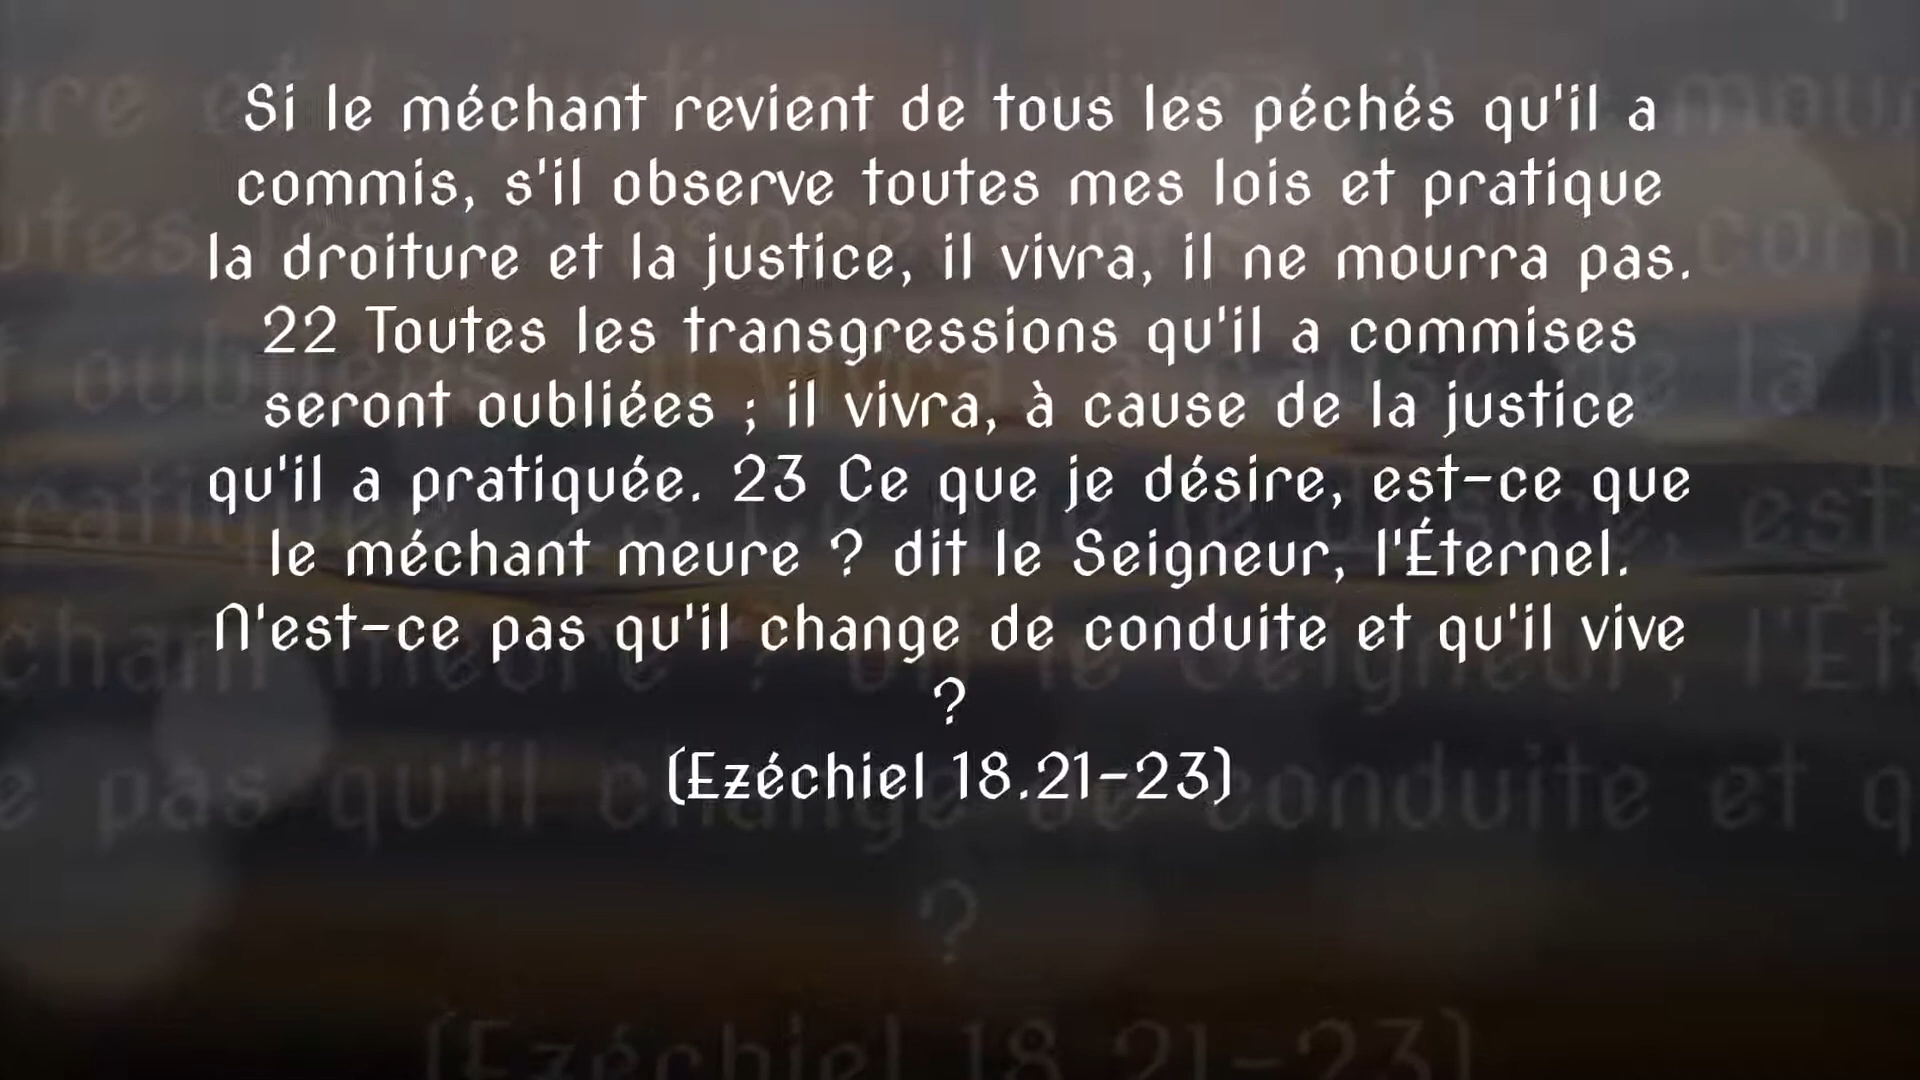 Si le méchant revient de tous les péchés qu'il a
commis, s'il observe toutes mes lois et pratique
la droiture et la justice, il vivra, il ne mourra pas.
22 Toutes les transgressions qu'il a commises
seront oubliées ; il vivra, à cause de la justice
qu'il a pratiquée. 23 Ce que je désire, est-ce que
le méchant meure ? dit le Seigneur, l'Éternel.
N'est-ce pas qu'il change de conduite et qu'il vive
?
(Ezéchiel 18.21-23)